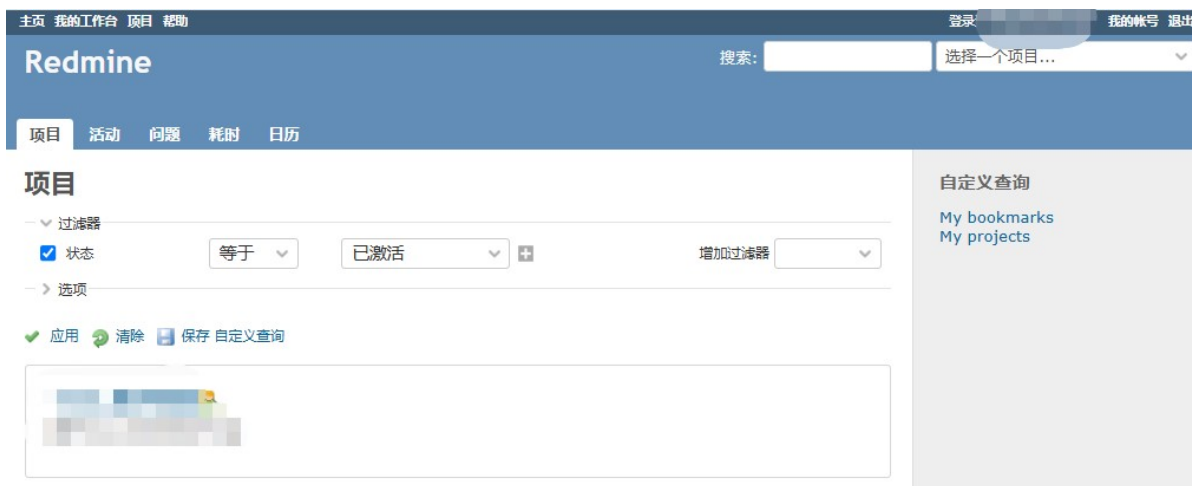 主页 我的工作台 项目 帮助 登录 我的帐号 退出
Redmine 搜索: 选择一个项目...
项目 活动 问题 耗时 日历
项目
过滤器
状态 等于 已激活 增加过滤器
选项
应用 清除 保存 自定义查询
自定义查询
My bookmarks
My projects